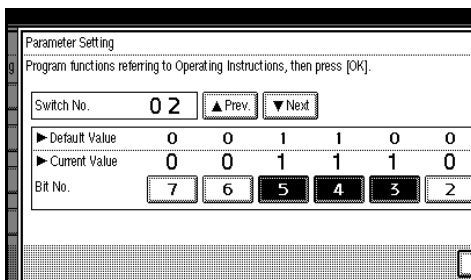 Parameter Setting
Program functions referring to Operating Instructions, then press [OK].
Switch No. 0 2 ▲ Prev. ▼ Next
► Default Value 0 0 1 1 0 0
► Current Value 0 0 1 1 1 0
Bit No. 7 6 5 4 3 2